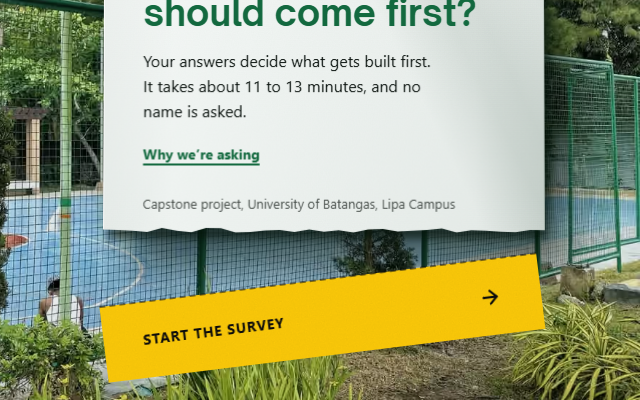 should come first?
Your answers decide what gets built first.
It takes about 11 to 13 minutes, and no
name is asked.
Why we're asking
Capstone project, University of Batangas, Lipa Campus
START THE SURVEY